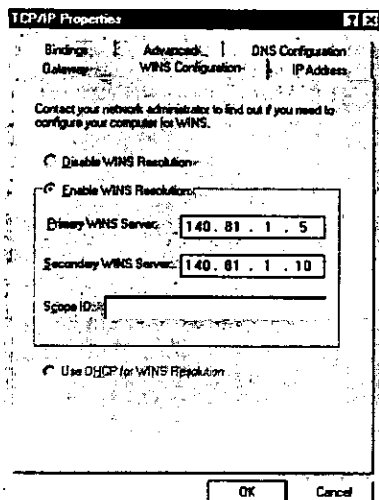 TCP/IP Properties
Bindings Advanced DNS Configuration
Gateway WINS Configuration IP Address
Contact your network administrator to find out if you need to
configure your computer for WINS.
Disable WINS Resolution
Enable WINS Resolution:
Primary WINS Server: 140. 81 . 1 . 5
Secondary WINS Server: 140. 81 . 1 . 10
Scope ID:
Use DHCP for WINS Resolution
OK Cancel